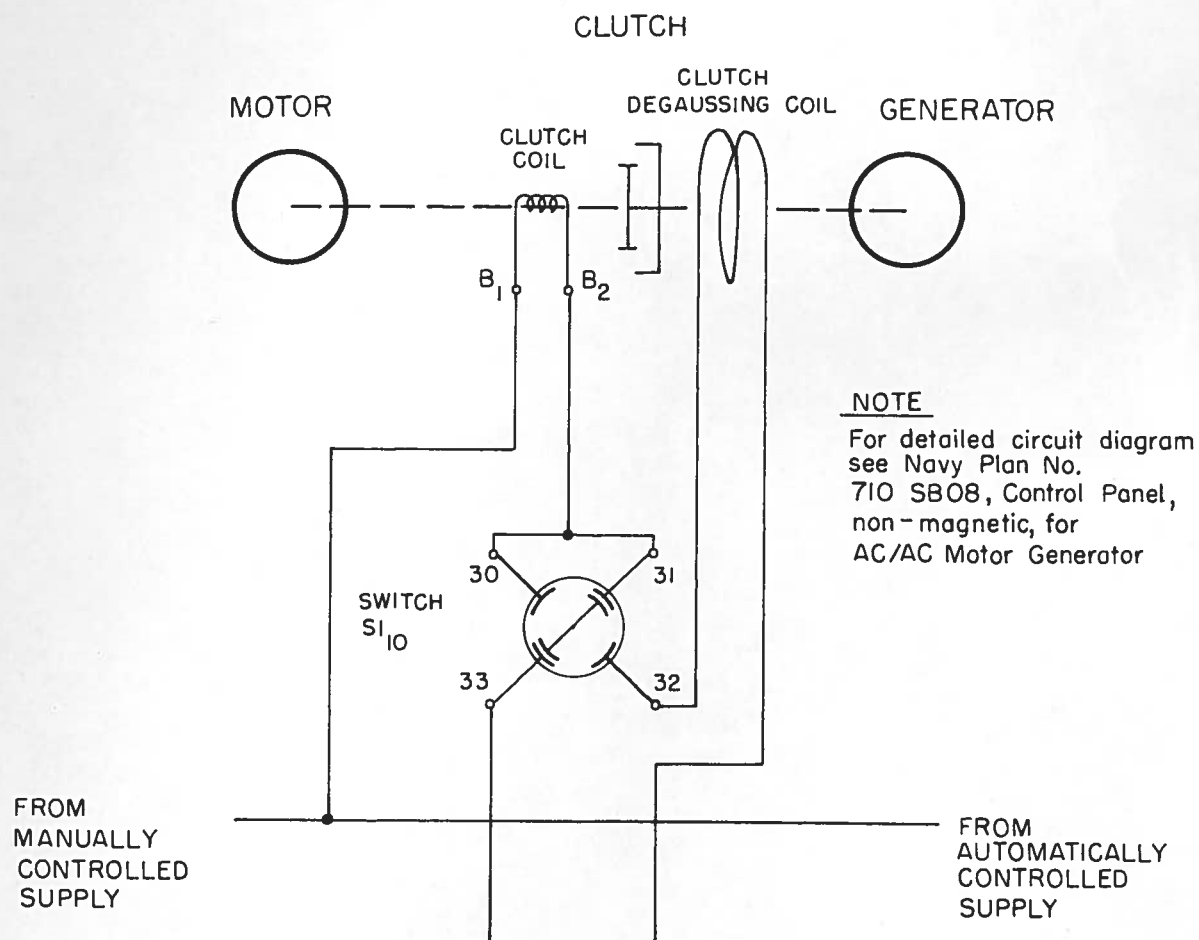 CLUTCH
MOTOR
CLUTCH
COIL
CLUTCH
DEGAUSSING COIL
GENERATOR
B1
B2
NOTE
For detailed circuit diagram
see Navy Plan No.
710 SB08, Control Panel,
non-magnetic, for
AC/AC Motor Generator
30
31
SWITCH
S110
33
32
FROM
MANUALLY
CONTROLLED
SUPPLY
FROM
AUTOMATICALLY
CONTROLLED
SUPPLY